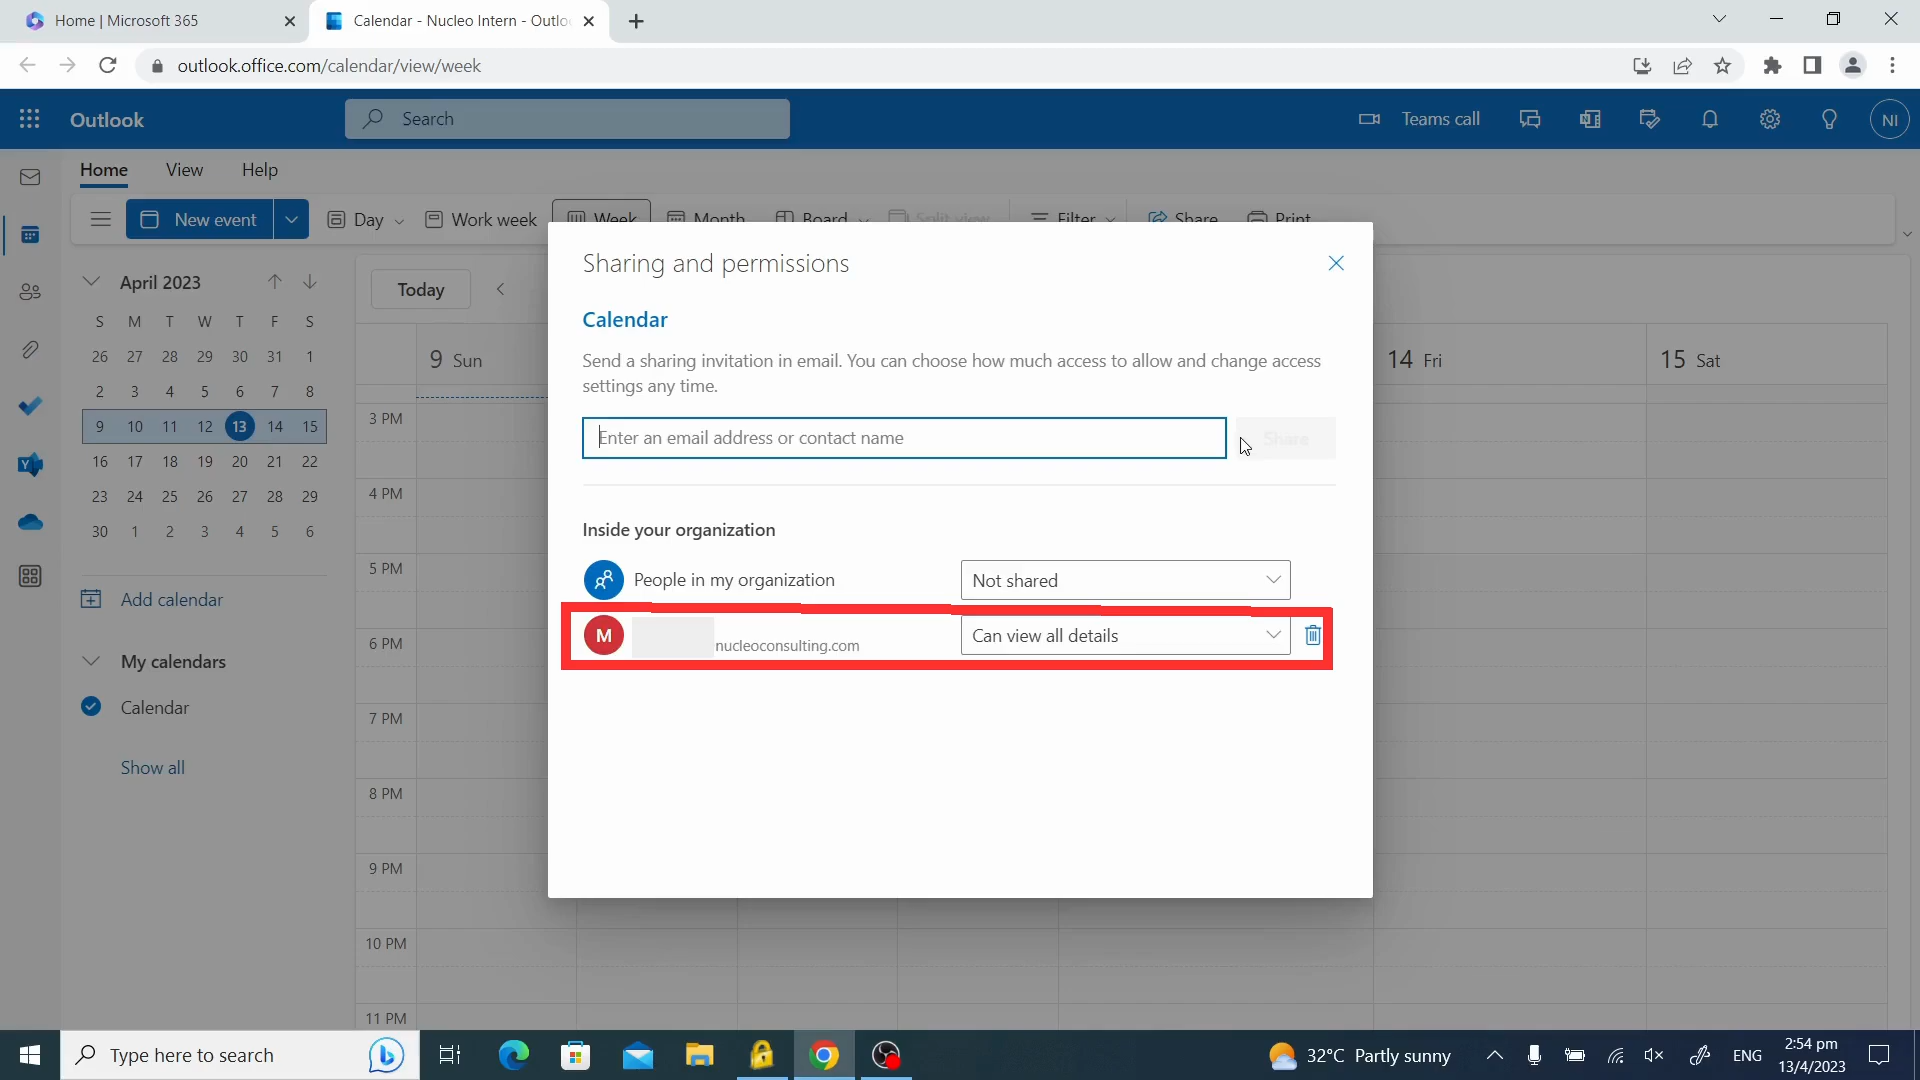 Home | Microsoft 365
Calendar - Nucleo Intern - Outlo
outlook.office.com/calendar/view/week
Outlook
Search
Teams call
NI
Home
View
Help
New event
Day
Work week
Week
Month
Board
Split view
Filter
Share
Print
April 2023
S M T W T F S
26 27 28 29 30 31 1
2 3 4 5 6 7 8
9 10 11 12 13 14 15
16 17 18 19 20 21 22
23 24 25 26 27 28 29
30 1 2 3 4 5 6
Add calendar
My calendars
Calendar
Show all
Today
9 Sun
14 Fri
15 Sat
3 PM
4 PM
5 PM
6 PM
7 PM
8 PM
9 PM
10 PM
11 PM
Sharing and permissions
Calendar
Send a sharing invitation in email. You can choose how much access to allow and change access
settings any time.
Enter an email address or contact name
Share
Inside your organization
People in my organization
Not shared
M
nucleoconsulting.com
Can view all details
Type here to search
32°C Partly sunny
ENG
2:54 pm
13/4/2023